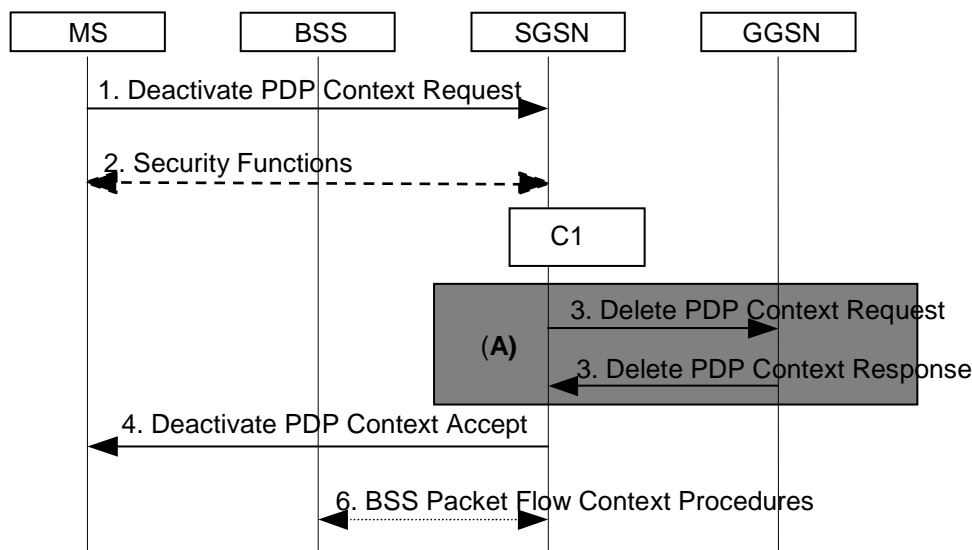 MS BSS SGSN GGSN
1. Deactivate PDP Context Request
2. Security Functions
C1
3. Delete PDP Context Request
(A)
3. Delete PDP Context Response
4. Deactivate PDP Context Accept
6. BSS Packet Flow Context Procedures